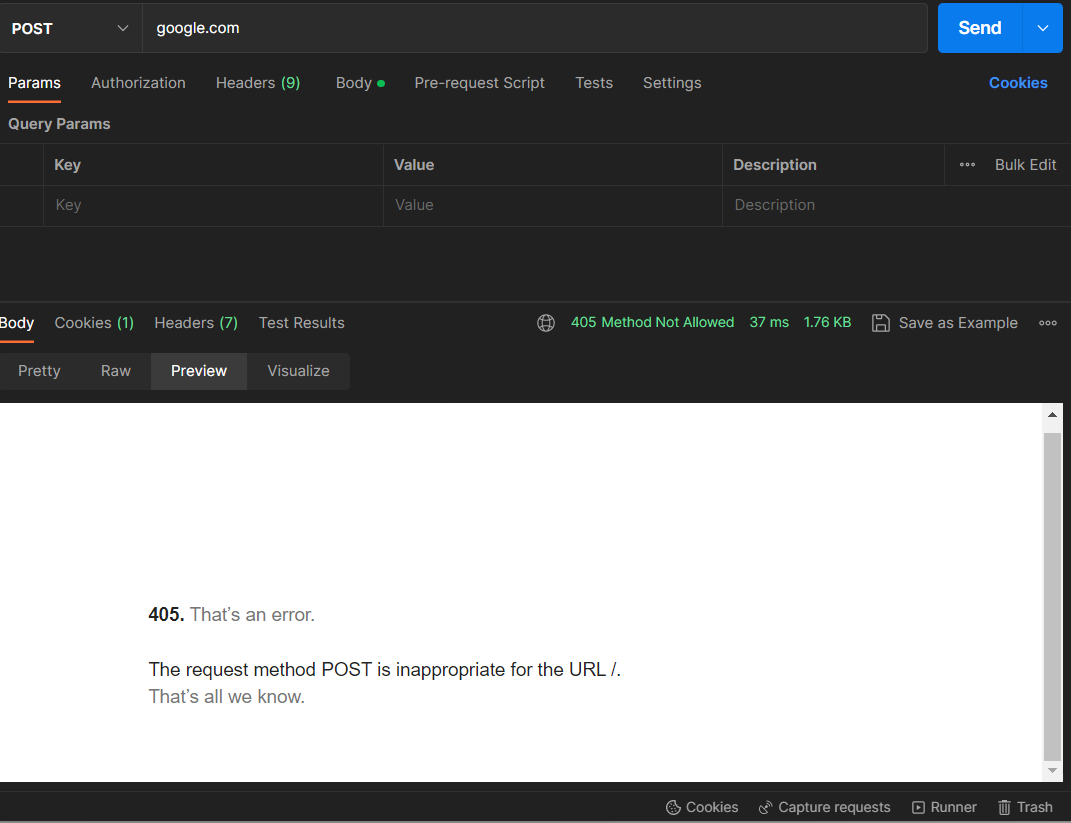 POST google.com Send
Params Authorization Headers (9) Body Pre-request Script Tests Settings Cookies
Query Params
Key Value Description Bulk Edit
Key Value Description
Body Cookies (1) Headers (7) Test Results 405 Method Not Allowed 37 ms 1.76 KB Save as Example
Pretty Raw Preview Visualize
405. That’s an error.
The request method POST is inappropriate for the URL /.
That’s all we know.
Cookies Capture requests Runner Trash